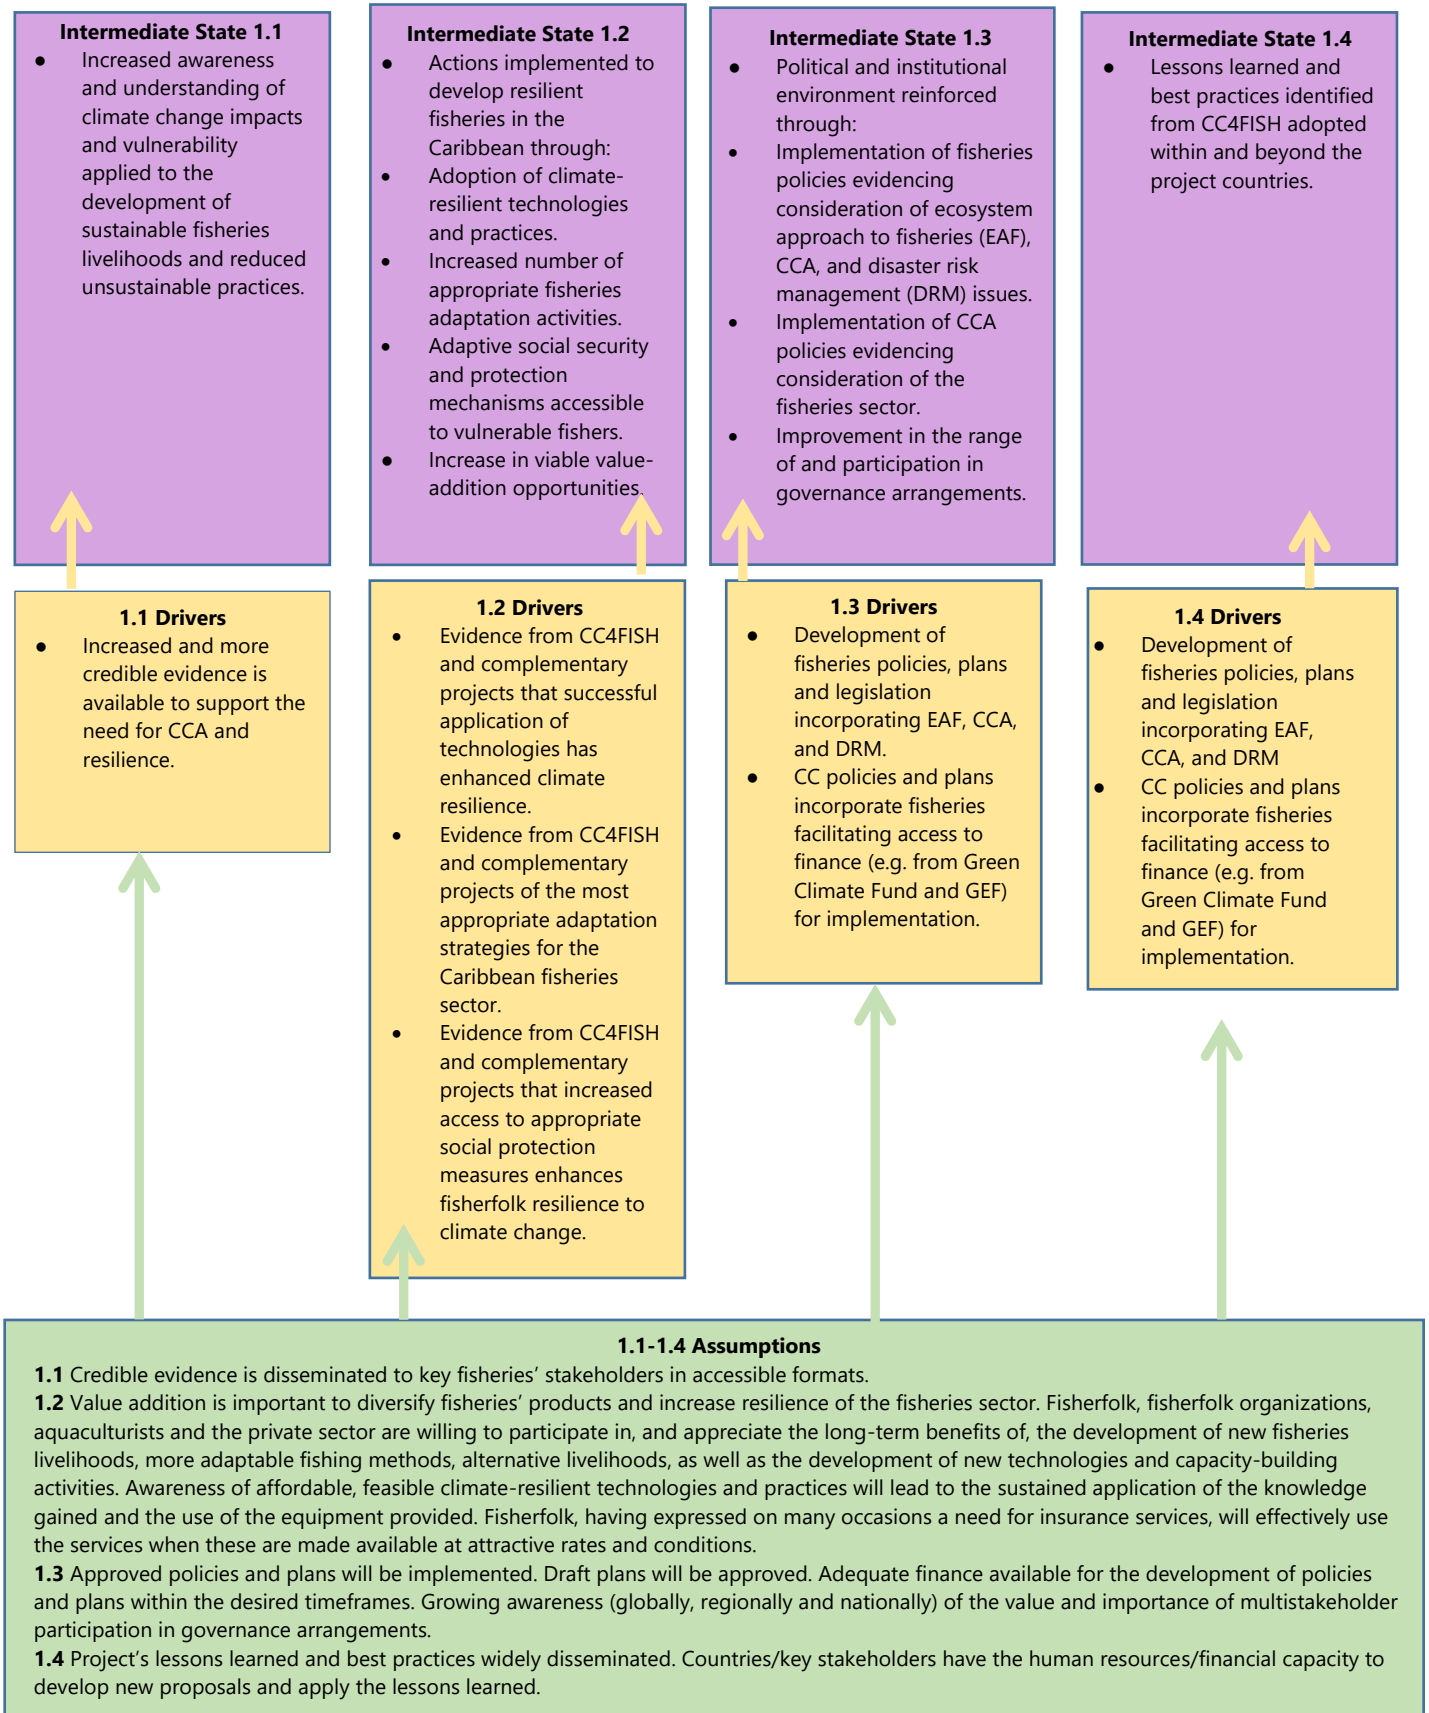 Intermediate State 1.1
● Increased awareness
and understanding of
climate change impacts
and vulnerability
applied to the
development of
sustainable fisheries
livelihoods and reduced
unsustainable practices.
Intermediate State 1.2
● Actions implemented to
develop resilient
fisheries in the
Caribbean through:
● Adoption of climate-
resilient technologies
and practices.
● Increased number of
appropriate fisheries
adaptation activities.
● Adaptive social security
and protection
mechanisms accessible
to vulnerable fishers.
● Increase in viable value-
addition opportunities.
Intermediate State 1.3
● Political and institutional
environment reinforced
through:
● Implementation of fisheries
policies evidencing
consideration of ecosystem
approach to fisheries (EAF),
CCA, and disaster risk
management (DRM) issues.
● Implementation of CCA
policies evidencing
consideration of the
fisheries sector.
● Improvement in the range
of and participation in
governance arrangements.
Intermediate State 1.4
● Lessons learned and
best practices identified
from CC4FISH adopted
within and beyond the
project countries.
1.1 Drivers
● Increased and more
credible evidence is
available to support the
need for CCA and
resilience.
1.2 Drivers
● Evidence from CC4FISH
and complementary
projects that successful
application of
technologies has
enhanced climate
resilience.
● Evidence from CC4FISH
and complementary
projects of the most
appropriate adaptation
strategies for the
Caribbean fisheries
sector.
● Evidence from CC4FISH
and complementary
projects that increased
access to appropriate
social protection
measures enhances
fisherfolk resilience to
climate change.
1.3 Drivers
● Development of
fisheries policies, plans
and legislation
incorporating EAF, CCA,
and DRM.
● CC policies and plans
incorporate fisheries
facilitating access to
finance (e.g. from Green
Climate Fund and GEF)
for implementation.
1.4 Drivers
● Development of
fisheries policies, plans
and legislation
incorporating EAF,
CCA, and DRM
● CC policies and plans
incorporate fisheries
facilitating access to
finance (e.g. from
Green Climate Fund
and GEF) for
implementation.
1.1-1.4 Assumptions
1.1 Credible evidence is disseminated to key fisheries’ stakeholders in accessible formats.
1.2 Value addition is important to diversify fisheries’ products and increase resilience of the fisheries sector. Fisherfolk, fisherfolk organizations,
aquaculturists and the private sector are willing to participate in, and appreciate the long-term benefits of, the development of new fisheries
livelihoods, more adaptable fishing methods, alternative livelihoods, as well as the development of new technologies and capacity-building
activities. Awareness of affordable, feasible climate-resilient technologies and practices will lead to the sustained application of the knowledge
gained and the use of the equipment provided. Fisherfolk, having expressed on many occasions a need for insurance services, will effectively use
the services when these are made available at attractive rates and conditions.
1.3 Approved policies and plans will be implemented. Draft plans will be approved. Adequate finance available for the development of policies
and plans within the desired timeframes. Growing awareness (globally, regionally and nationally) of the value and importance of multistakeholder
participation in governance arrangements.
1.4 Project’s lessons learned and best practices widely disseminated. Countries/key stakeholders have the human resources/financial capacity to
develop new proposals and apply the lessons learned.